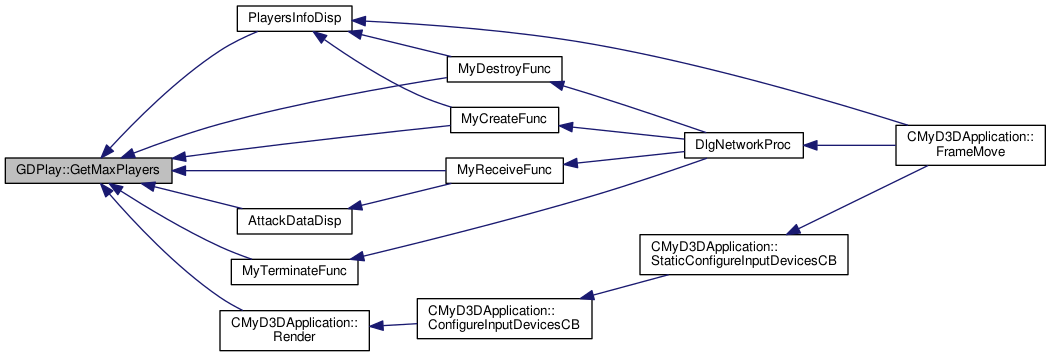 PlayersInfoDisp
MyDestroyFunc
MyCreateFunc
CMyD3DApplication::
FrameMove
DlgNetworkProc
GDPlay::GetMaxPlayers
MyReceiveFunc
AttackDataDisp
MyTerminateFunc
CMyD3DApplication::
StaticConfigureInputDevicesCB
CMyD3DApplication::
ConfigureInputDevicesCB
CMyD3DApplication::
Render